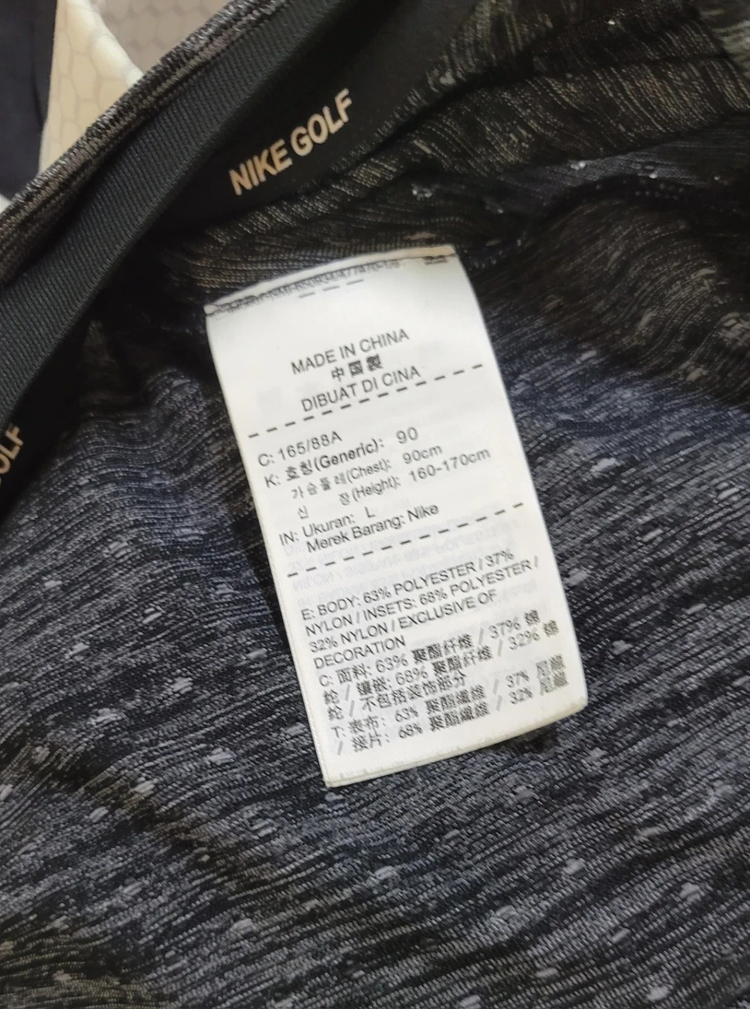 NIKE GOLF
OLF
MADE IN CHINA
中国製
DIBUAT DI CINA
C: 165/88A
K: 호칭(Generic): 90
가슴둘레(Chest): 90cm
신 장(Height): 160-170cm
IN: Ukuran: L
Merek Barang: Nike
E: BODY: 63% POLYESTER / 37%
NYLON / INSETS: 68% POLYESTER /
32% NYLON / EXCLUSIVE OF
DECORATION
C: 面料: 63% 聚酯纤维 / 37% 锦
纶 / 镶嵌: 68% 聚酯纤维 / 32% 锦
纶 / 不包括装饰部分
T: 表布: 63% 聚酯纖維 / 37% 尼龍
/ 接片: 68% 聚酯纖維 / 32% 尼龍